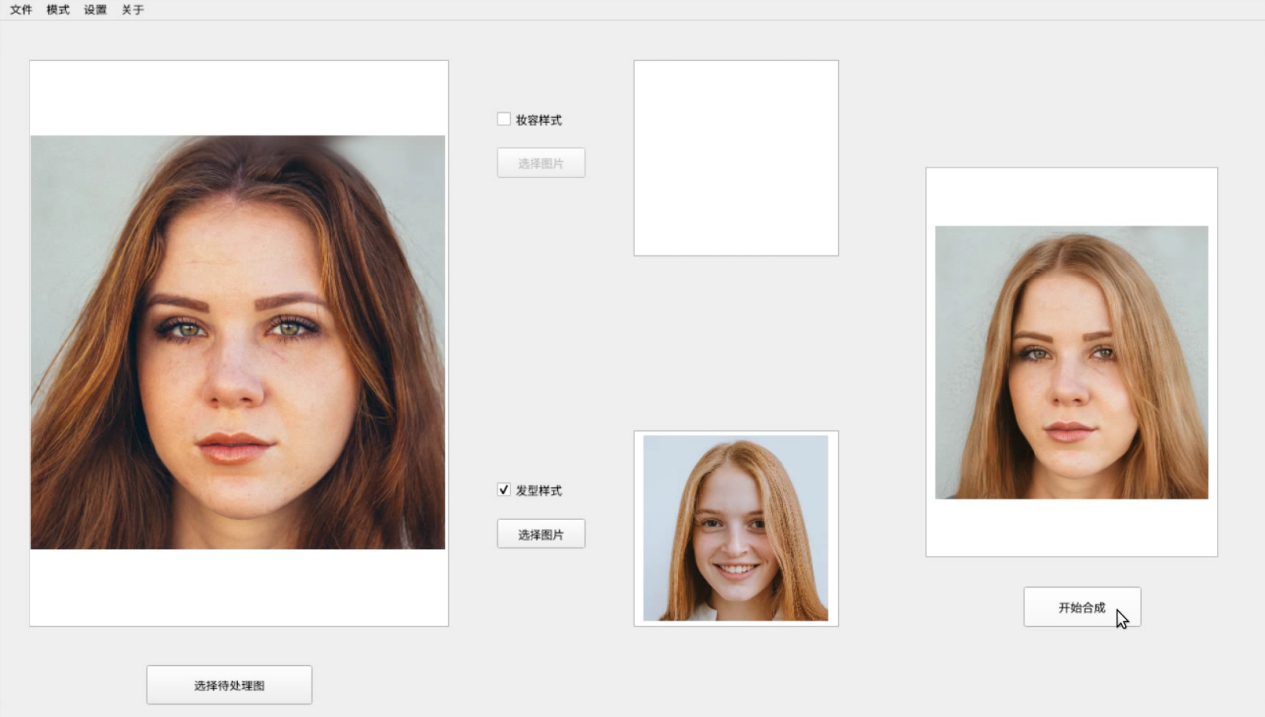 文件 模式 设置 关于
妆容样式
选择图片
发型样式
选择图片
开始合成
选择待处理图